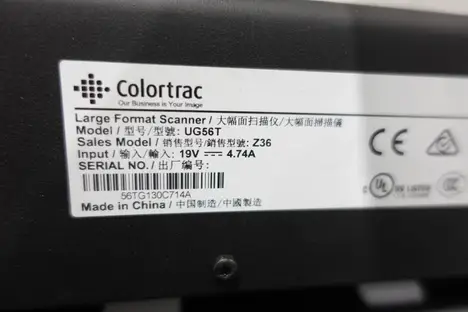 Colortrac
Our Business is Your Image
Large Format Scanner / 大幅面扫描仪/大幅面掃描儀
Model / 型号/型號: UG56T
Sales Model / 销售型号/銷售型號: Z36
Input / 输入/輸入: 19V ⎓ 4.74A
SERIAL NO. / 出厂编号:
56TG130C714A
Made in China / 中国制造/中國製造
CE
UL
LISTED